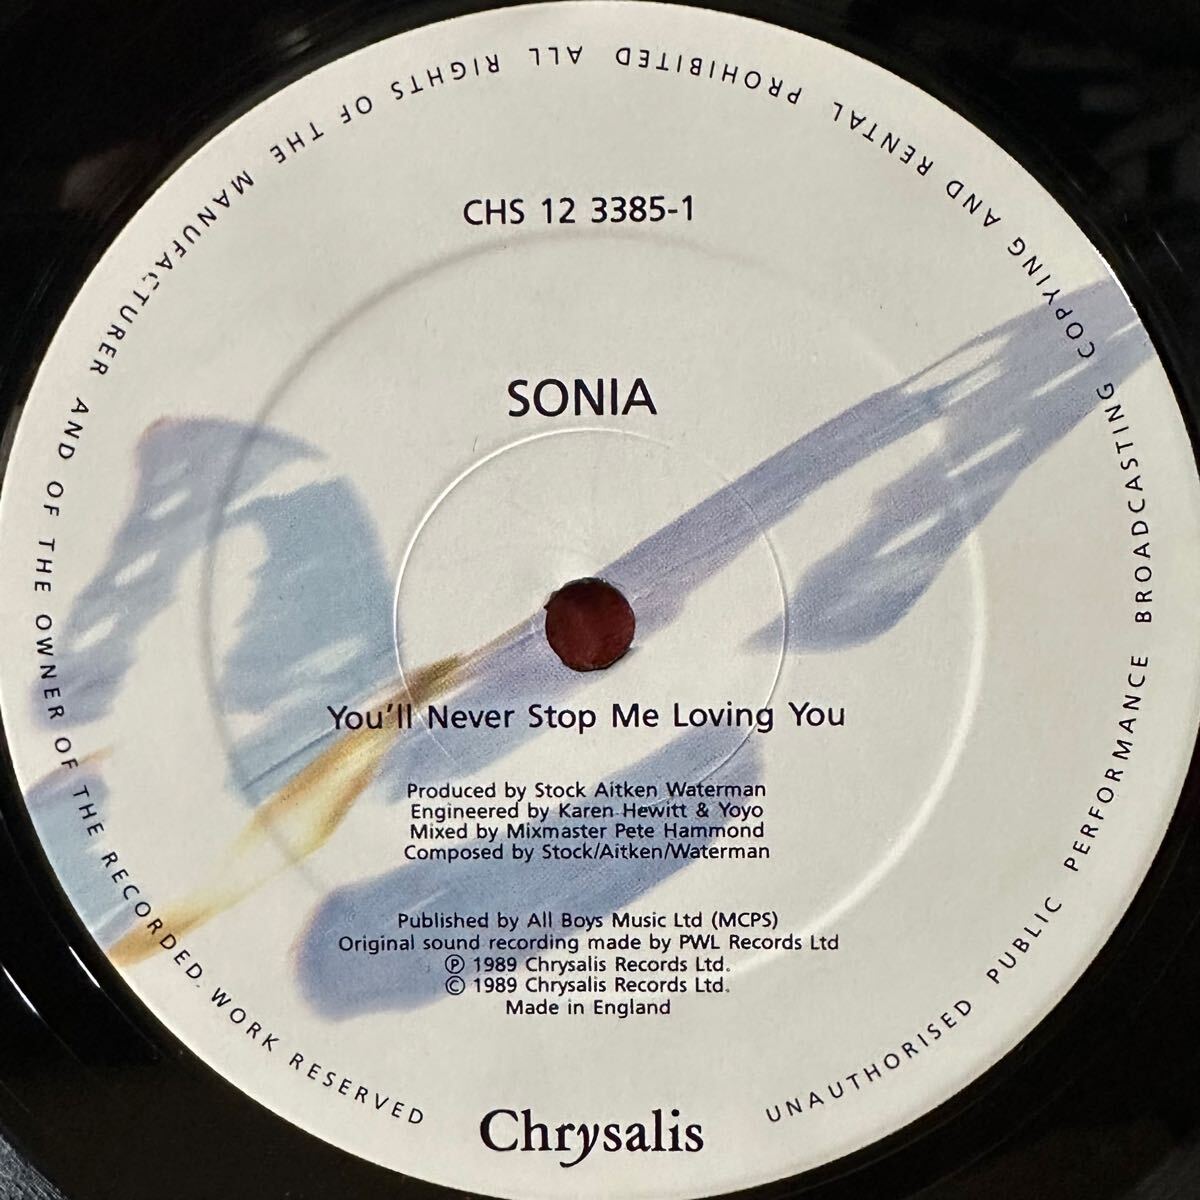 CHS 12 3385-1
SONIA
You'll Never Stop Me Loving You
Produced by Stock Aitken Waterman
Engineered by Karen Hewitt & Yoyo
Mixed by Mixmaster Pete Hammond
Composed by Stock/Aitken/Waterman
Published by All Boys Music Ltd (MCPS)
Original sound recording made by PWL Records Ltd
Ⓟ 1989 Chrysalis Records Ltd.
© 1989 Chrysalis Records Ltd.
Made in England
Chrysalis
ALL RIGHTS OF THE MANUFACTURER AND OF THE OWNER OF THE RECORDED WORK RESERVED
UNAUTHORISED PUBLIC PERFORMANCE BROADCASTING COPYING AND RENTAL PROHIBITED